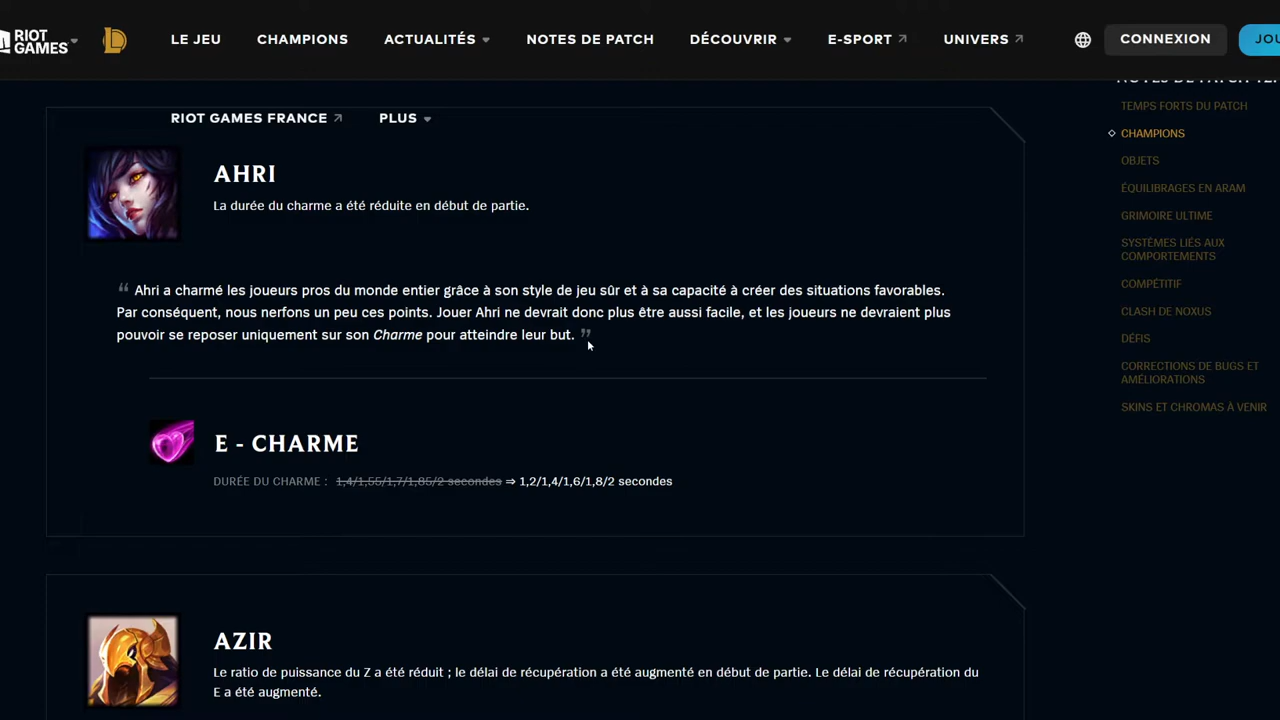 RIOT GAMES
LE JEU
CHAMPIONS
ACTUALITÉS
NOTES DE PATCH
DÉCOUVRIR
E-SPORT
UNIVERS
CONNEXION
RIOT GAMES FRANCE
PLUS
AHRI
La durée du charme a été réduite en début de partie.
“ Ahri a charmé les joueurs pros du monde entier grâce à son style de jeu sûr et à sa capacité à créer des situations favorables.
Par conséquent, nous nerfons un peu ces points. Jouer Ahri ne devrait donc plus être aussi facile, et les joueurs ne devraient plus
pouvoir se reposer uniquement sur son Charme pour atteindre leur but. ”
E - CHARME
DURÉE DU CHARME : 1,4/1,55/1,7/1,85/2 secondes ⇒ 1,2/1,4/1,6/1,8/2 secondes
AZIR
Le ratio de puissance du Z a été réduit ; le délai de récupération a été augmenté en début de partie. Le délai de récupération du
E a été augmenté.
TEMPS FORTS DU PATCH
CHAMPIONS
OBJETS
ÉQUILIBRAGES EN ARAM
GRIMOIRE ULTIME
SYSTÈMES LIÉS AUX
COMPORTEMENTS
COMPÉTITIF
CLASH DE NOXUS
DÉFIS
CORRECTIONS DE BUGS ET
AMÉLIORATIONS
SKINS ET CHROMAS À VENIR